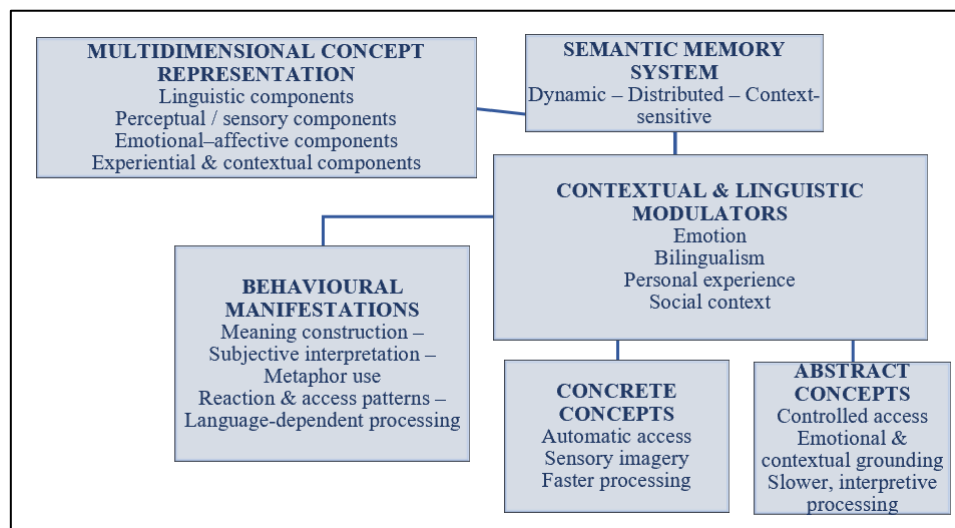 MULTIDIMENSIONAL CONCEPT
REPRESENTATION
Linguistic components
Perceptual / sensory components
Emotional–affective components
Experiential & contextual components
SEMANTIC MEMORY
SYSTEM
Dynamic – Distributed – Context-
sensitive
CONTEXTUAL & LINGUISTIC
MODULATORS
Emotion
Bilingualism
Personal experience
Social context
BEHAVIOURAL
MANIFESTATIONS
Meaning construction –
Subjective interpretation –
Metaphor use
Reaction & access patterns –
Language-dependent processing
CONCRETE
CONCEPTS
Automatic access
Sensory imagery
Faster processing
ABSTRACT
CONCEPTS
Controlled access
Emotional &
contextual grounding
Slower, interpretive
processing